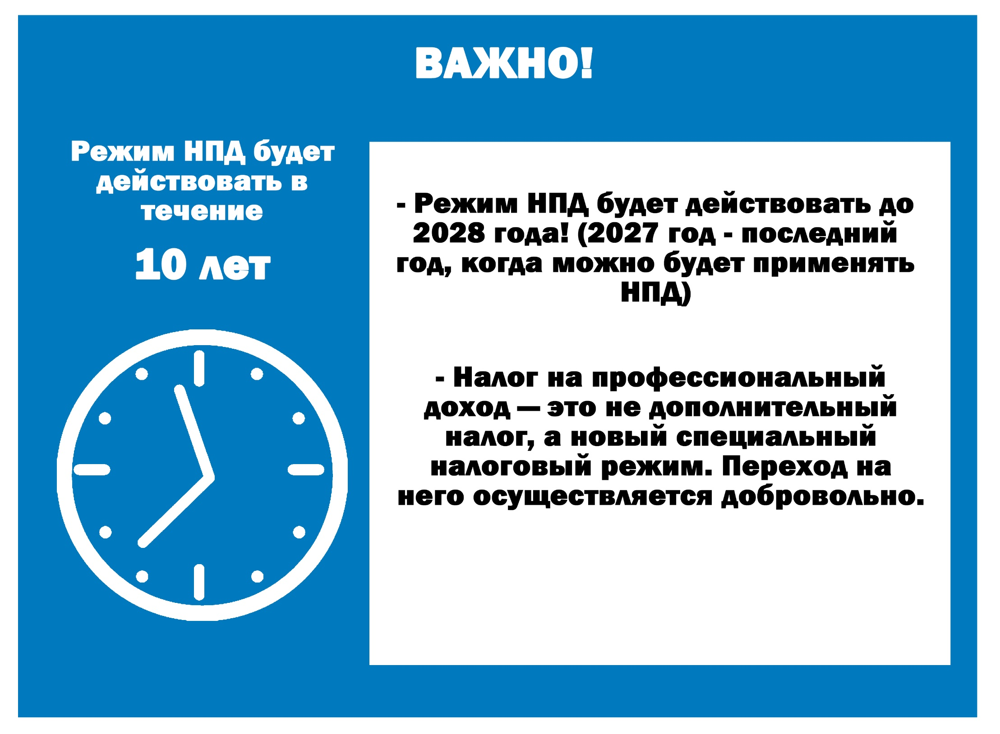 ВАЖНО!
Режим НПД будет
действовать в
течение
10 лет
- Режим НПД будет действовать до
2028 года! (2027 год - последний
год, когда можно будет применять
НПД)
- Налог на профессиональный
доход — это не дополнительный
налог, а новый специальный
налоговый режим. Переход на
него осуществляется добровольно.